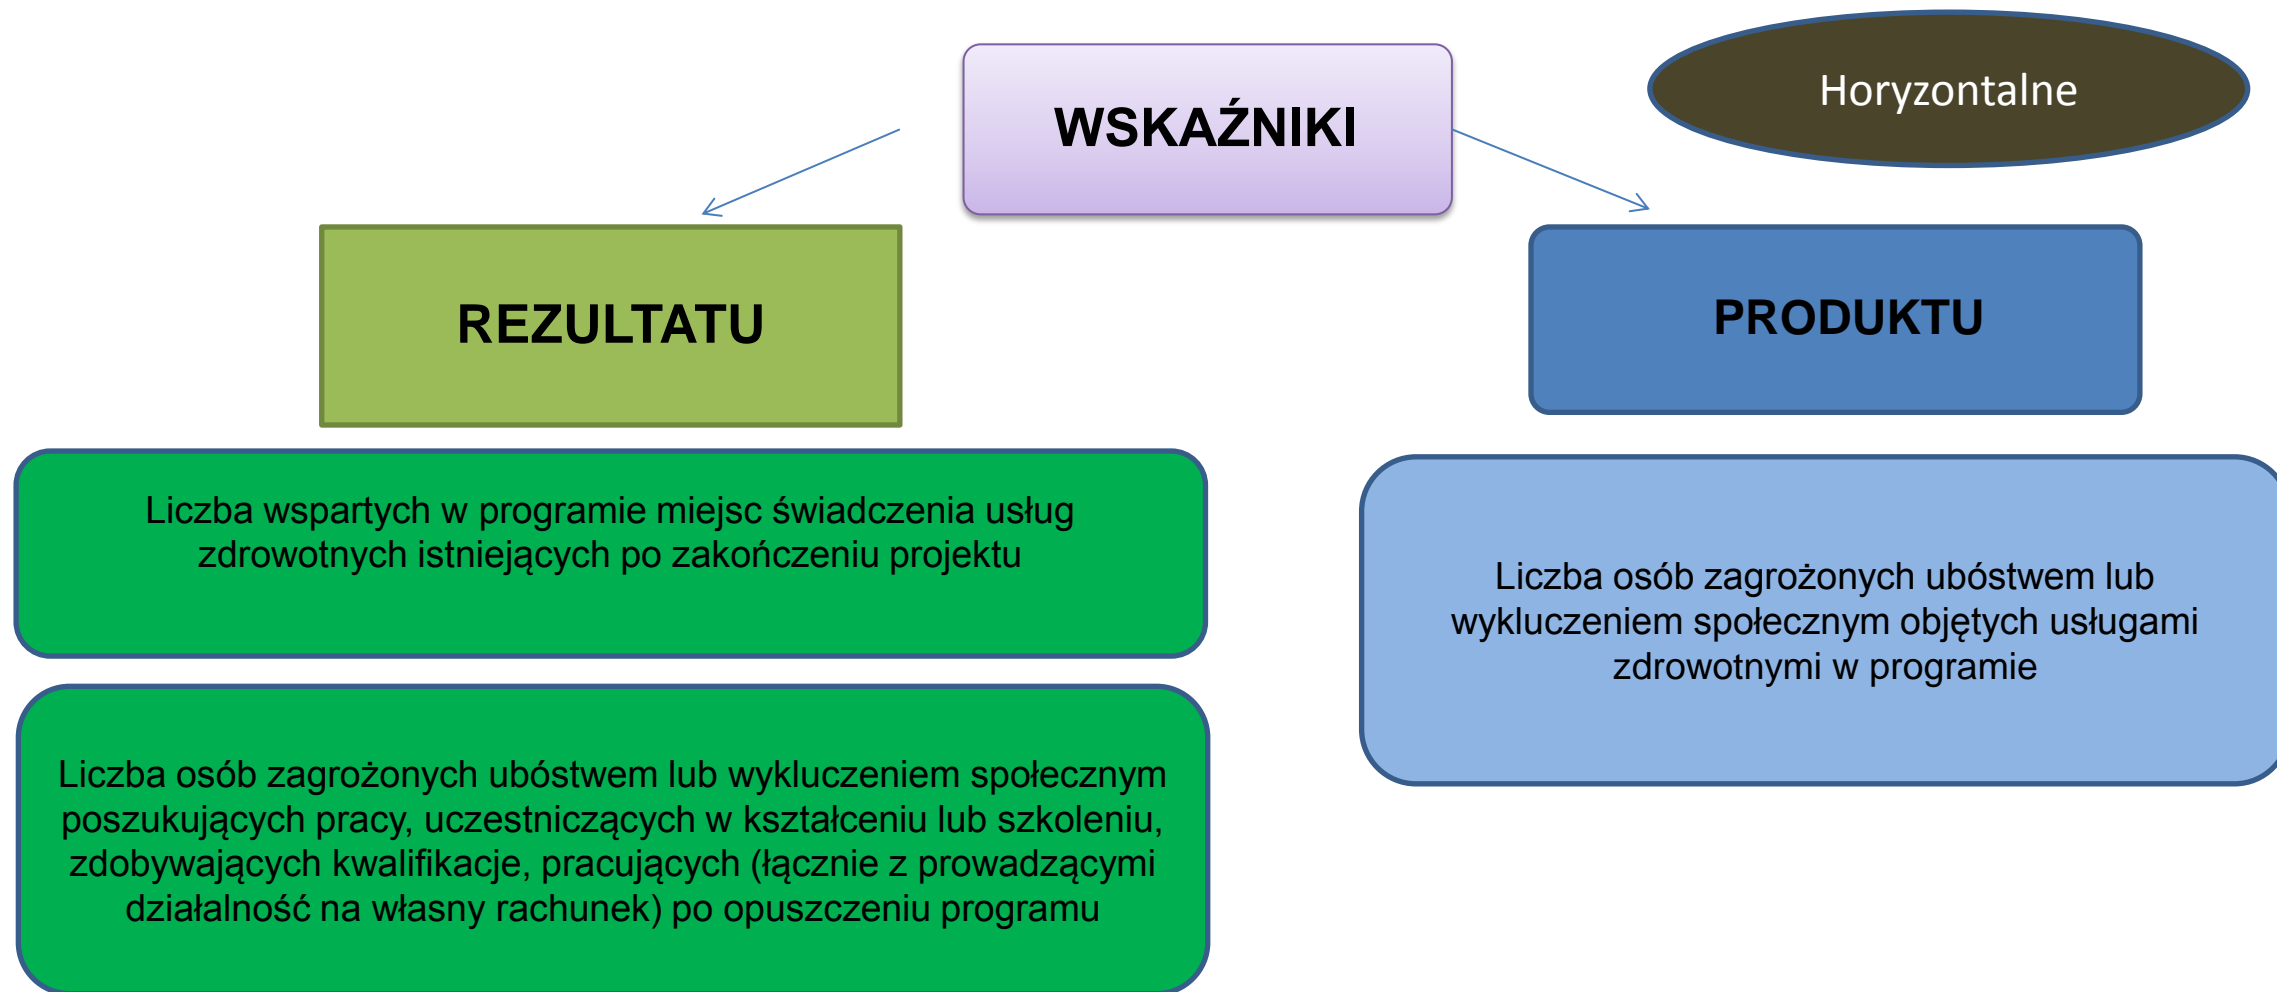 WSKAŹNIKI
Horyzontalne
REZULTATU
PRODUKTU
Liczba wspartych w programie miejsc świadczenia usług
zdrowotnych istniejących po zakończeniu projektu
Liczba osób zagrożonych ubóstwem lub wykluczeniem społecznym
poszukujących pracy, uczestniczących w kształceniu lub szkoleniu,
zdobywających kwalifikacje, pracujących (łącznie z prowadzącymi
działalność na własny rachunek) po opuszczeniu programu
Liczba osób zagrożonych ubóstwem lub
wykluczeniem społecznym objętych usługami
zdrowotnymi w programie